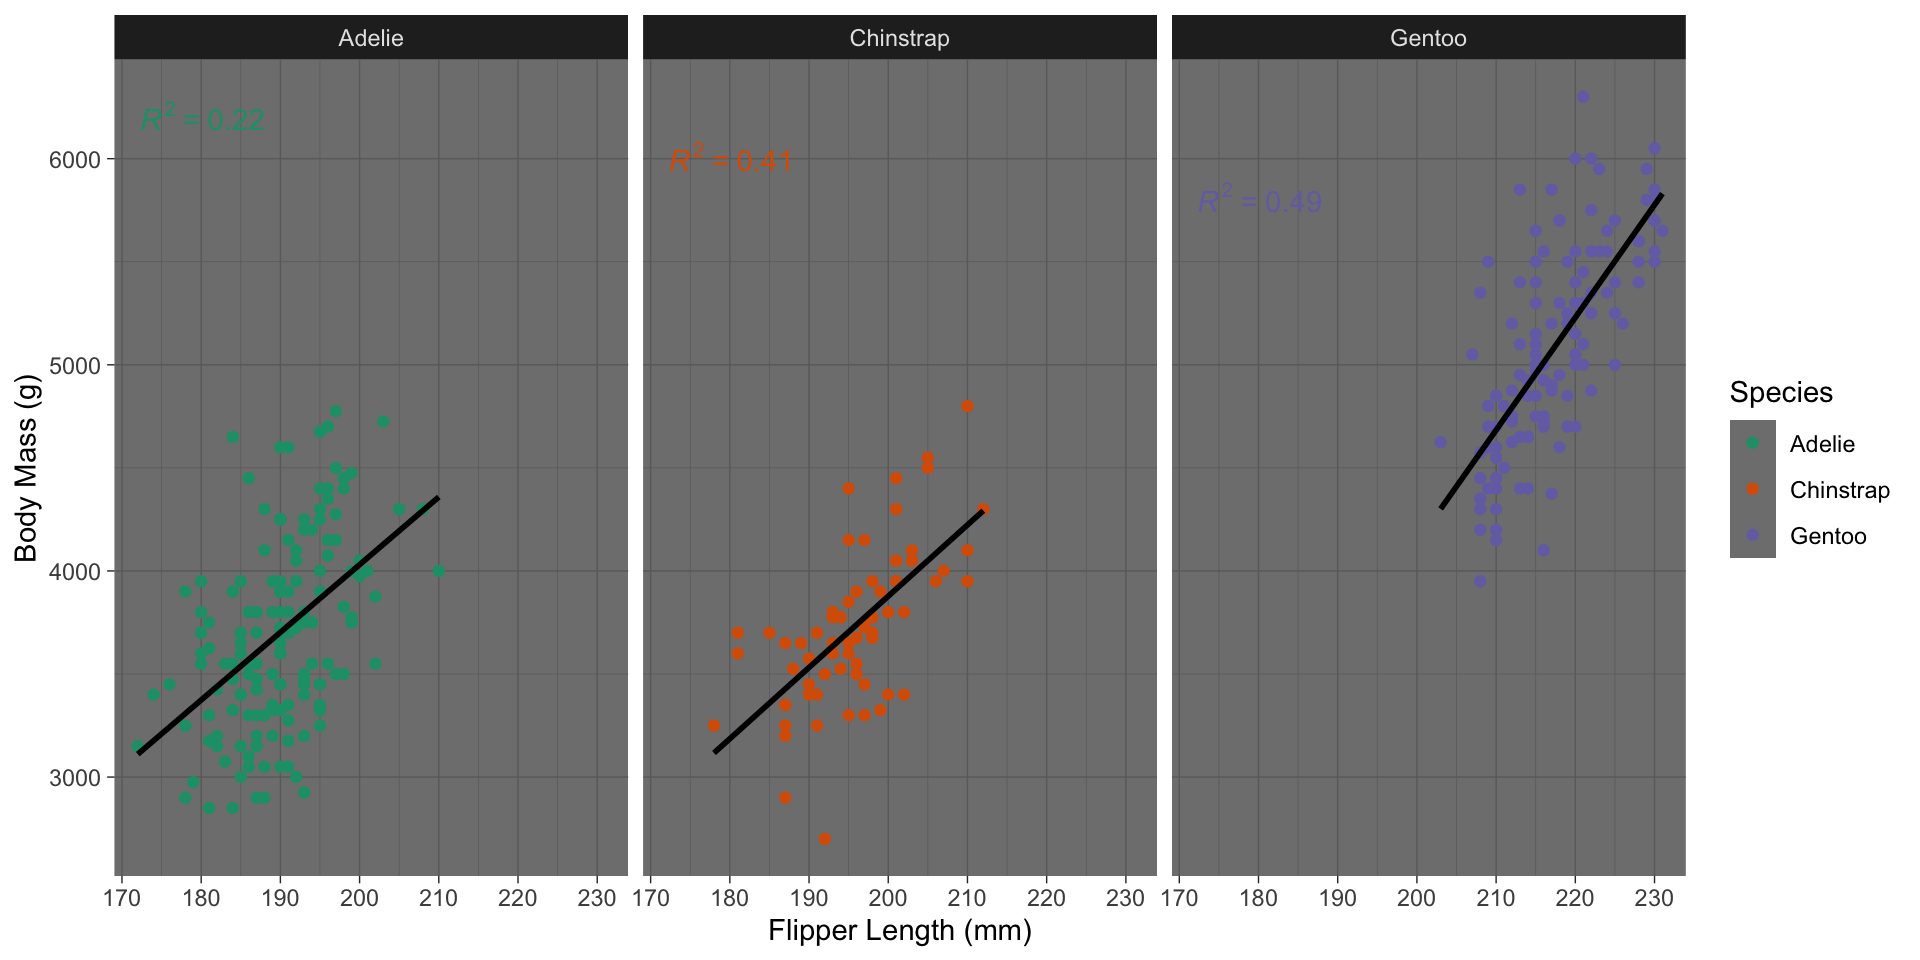 Adelie
Chinstrap
Gentoo
R² = 0.22
R² = 0.41
R² = 0.49
6000
5000
4000
3000
Body Mass (g)
170 180 190 200 210 220 230
170 180 190 200 210 220 230
170 180 190 200 210 220 230
Flipper Length (mm)
Species
Adelie
Chinstrap
Gentoo